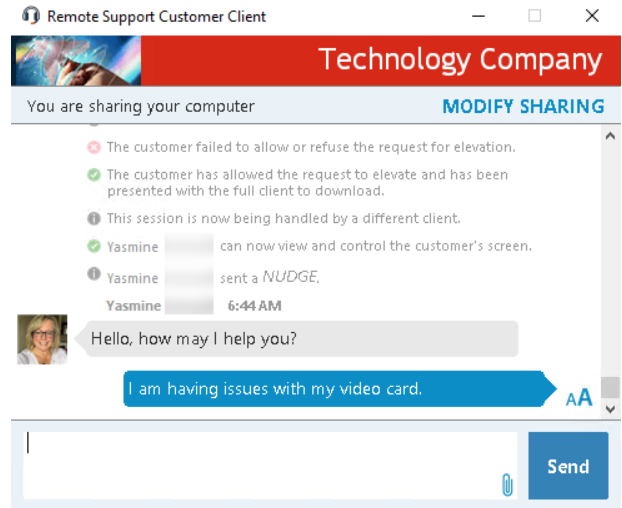 Remote Support Customer Client
Technology Company
You are sharing your computer
MODIFY SHARING
The customer failed to allow or refuse the request for elevation.
The customer has allowed the request to elevate and has been
presented with the full client to download.
This session is now being handled by a different client.
Yasmine can now view and control the customer's screen.
Yasmine sent a NUDGE.
Yasmine 6:44 AM
Hello, how may I help you?
I am having issues with my video card.
AA
Send